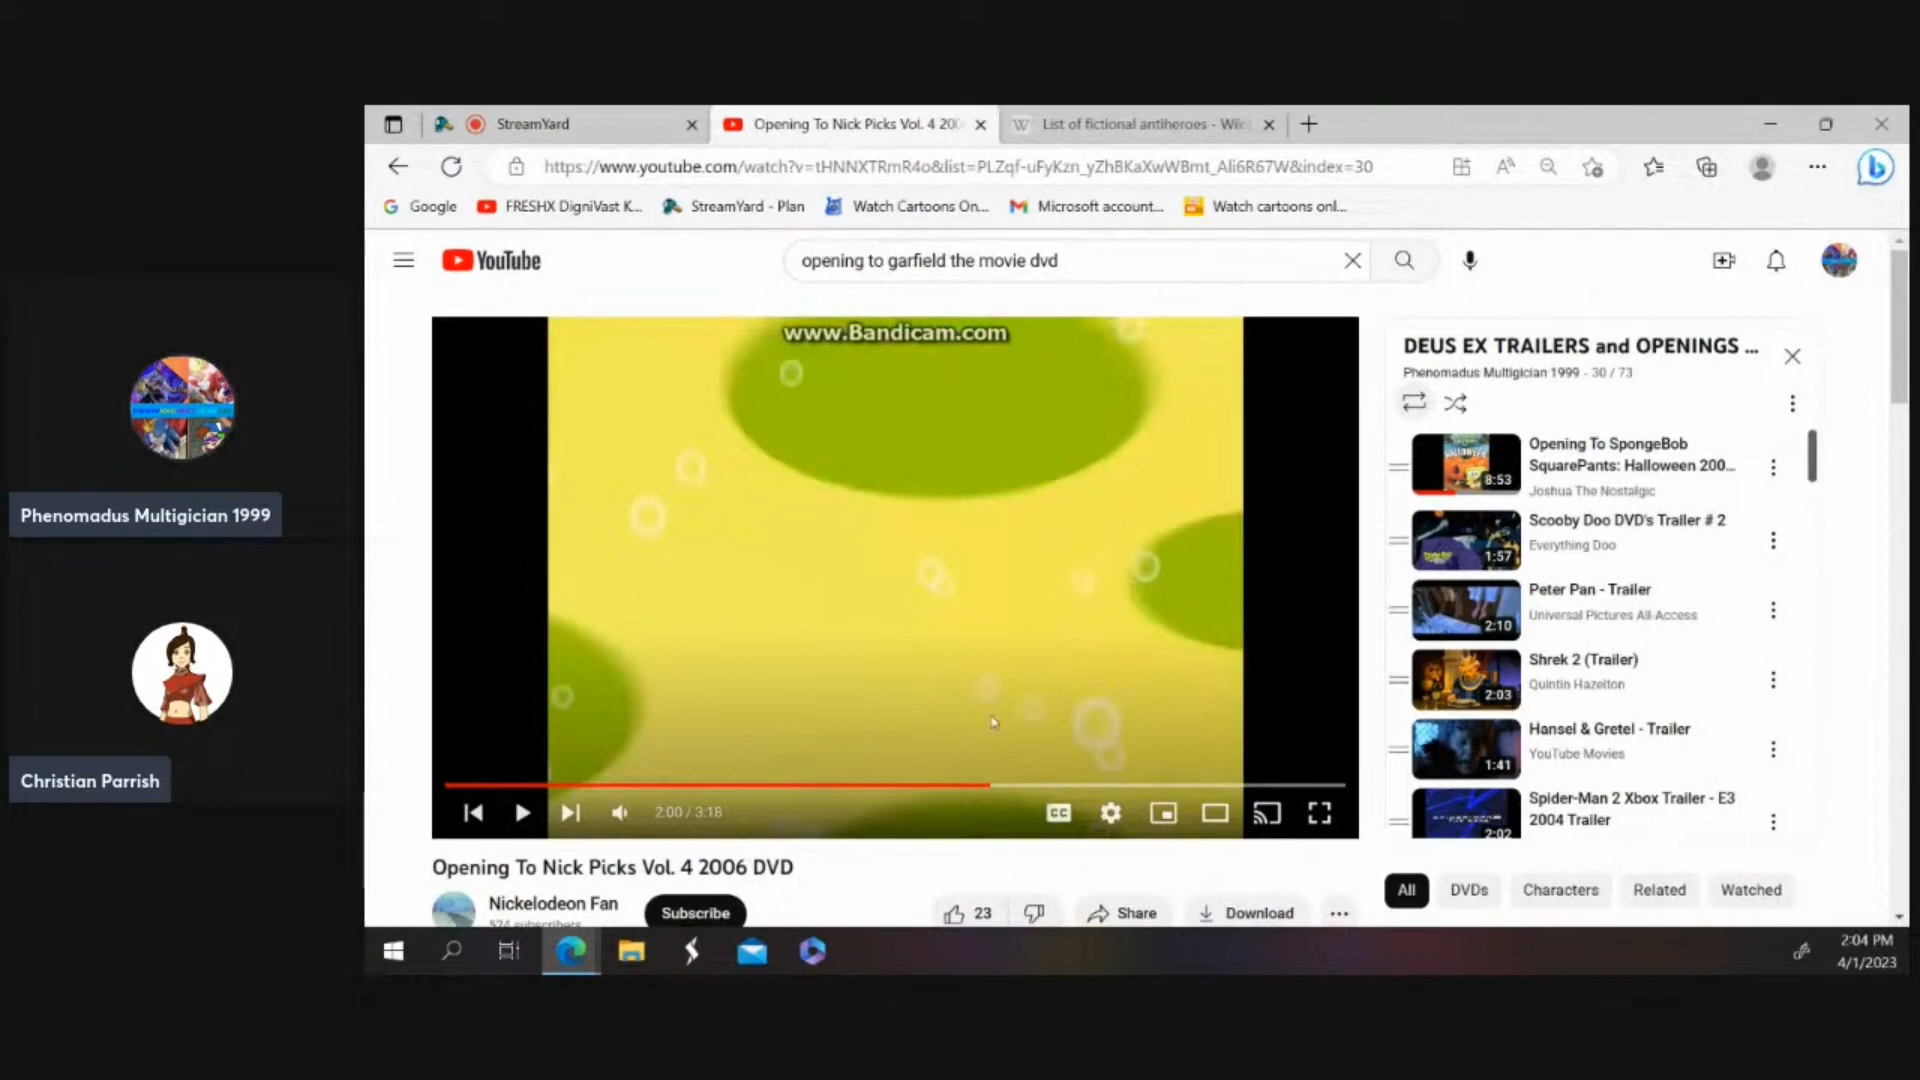 StreamYard
Opening To Nick Picks Vol. 4 200
List of fictional antiheroes - Wiki
https://www.youtube.com/watch?v=tHNNXTRmR4o&list=PLZqf-uFyKzn_yZhBKaXwWBmt_Ali6R67W&index=30
Google
FRESHX DigniVast K...
StreamYard - Plan
Watch Cartoons On...
Microsoft account...
Watch cartoons onl...
YouTube
opening to garfield the movie dvd
www.Bandicam.com
DEUS EX TRAILERS and OPENINGS ...
Phenomadus Multigician 1999 - 30 / 73
Opening To SpongeBob
SquarePants: Halloween 200...
Joshua The Nostalgic
8:53
Scooby Doo DVD's Trailer # 2
Everything Doo
1:57
Peter Pan - Trailer
Universal Pictures All-Access
2:10
Shrek 2 (Trailer)
Quintin Hazelton
2:03
Hansel & Gretel - Trailer
YouTube Movies
1:41
Spider-Man 2 Xbox Trailer - E3
2004 Trailer
2:02
Phenomadus Multigician 1999
Christian Parrish
2:00 / 3:18
CC
Opening To Nick Picks Vol. 4 2006 DVD
Nickelodeon Fan
524 subscribers
Subscribe
23
Share
Download
All
DVDs
Characters
Related
Watched
2:04 PM
4/1/2023